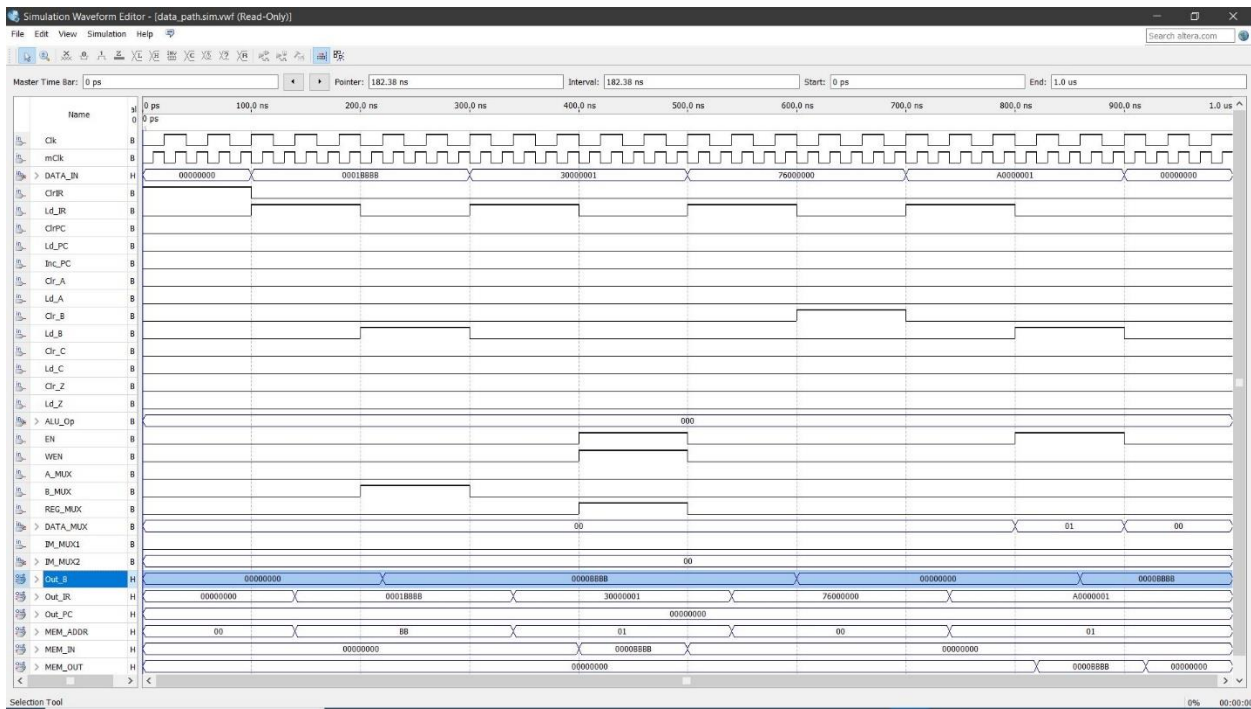 Simulation Waveform Editor - [data_path.sim.vwf (Read-Only)]
File Edit View Simulation Help
Search altera.com
Master Time Bar: 0 ps Pointer: 182.38 ns Interval: 182.38 ns Start: 0 ps End: 1.0 us
Name 0 ps 100.0 ns 200.0 ns 300.0 ns 400.0 ns 500.0 ns 600.0 ns 700.0 ns 800.0 ns 900.0 ns 1.0 us
0 ps
Clk B
mClk B
DATA_IN H 00000000 0001BBBB 30000001 76000000 A0000001 00000000
ClrIR B
Ld_IR B
ClrPC B
Ld_PC B
Inc_PC B
Clr_A B
Ld_A B
Clr_B B
Ld_B B
Clr_C B
Ld_C B
Clr_Z B
Ld_Z B
ALU_Op B 000
EN B
WEN B
A_MUX B
B_MUX B
REG_MUX B
DATA_MUX B 00 01 00
IM_MUX1 B
IM_MUX2 B 00
Out_B H 00000000 0000BBBB 00000000 0000BBBB
Out_IR H 00000000 0001BBBB 30000001 76000000 A0000001
Out_PC H 00000000
MEM_ADDR H 00 BB 01 00 01
MEM_IN H 00000000 0000BBBB 00000000
MEM_OUT H 00000000 0000BBBB 00000000
Selection Tool 0% 00:00:0